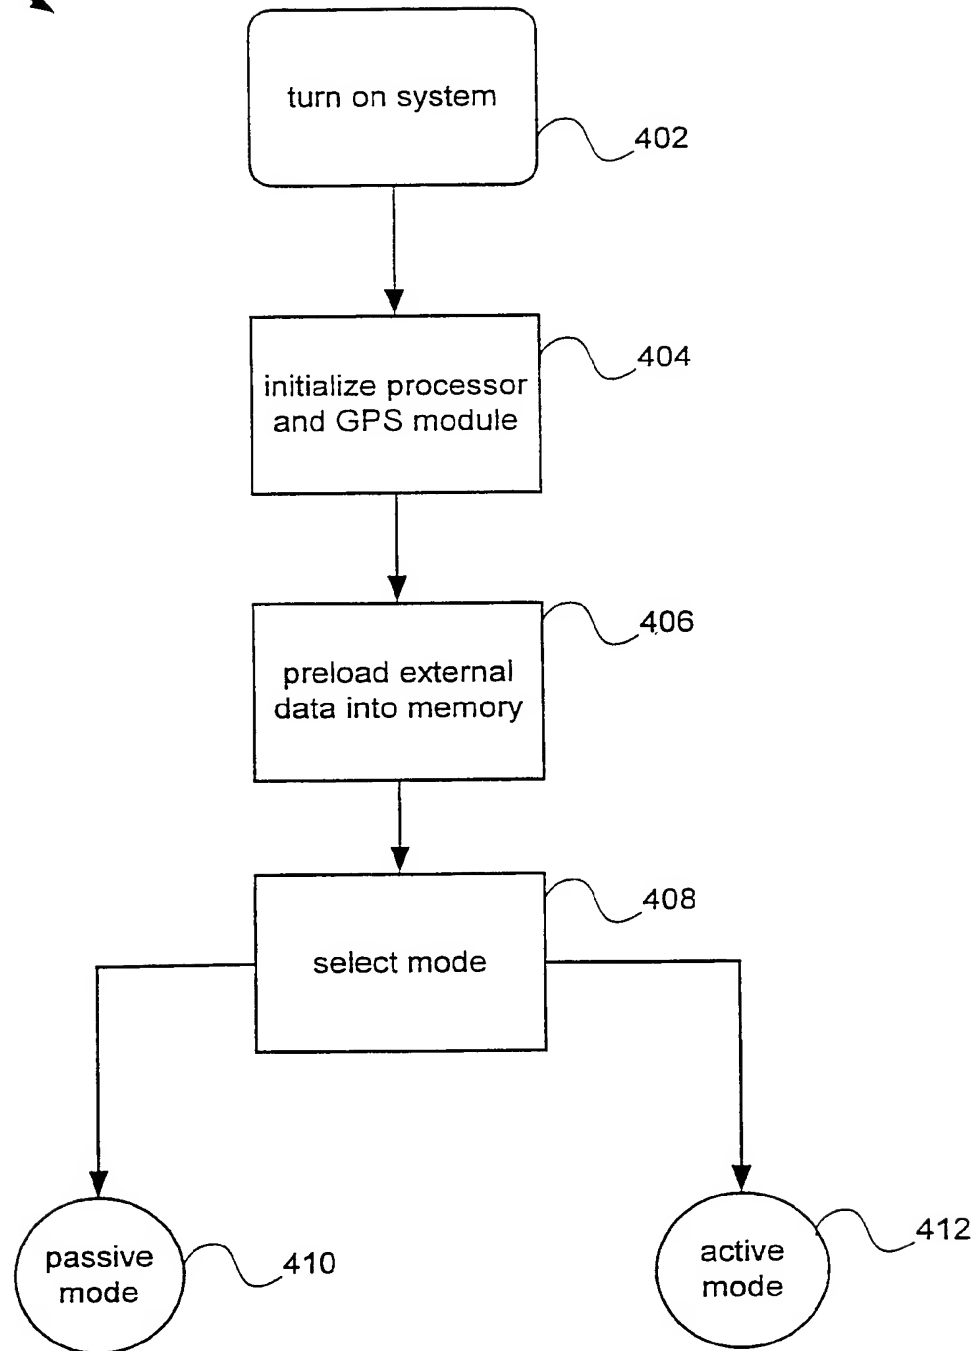 turn on system
402
404
initialize processor
and GPS module
406
preload external
data into memory
408
select mode
passive
mode
410
active
mode
412